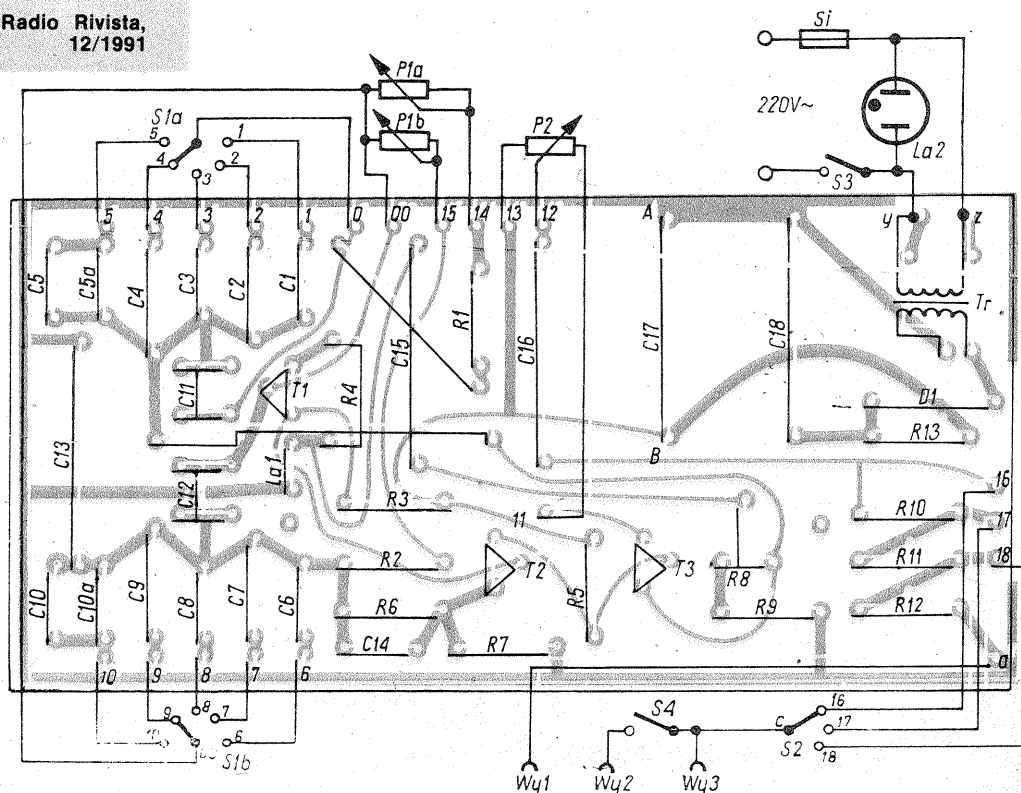 Radio Rivista,
12/1991
Si
P1a
S1a
5
1
P1b
P2
220V~
4
2
La2
3
S3
5
4
3
2
1
0
00
15
14
13
12
A
y
z
C5
C5a
C4
C3
C2
C1
R1
C15
C16
C17
C18
Tr
C11
T1
R4
D1
R13
C13
B
La1
C12
16
R3
11
R10
17
R2
T2
R5
T3
R8
R11
18
C10
C10a
C9
C8
C7
C6
R6
R9
R12
C14
R7
a
10
9
8
7
6
8
9
7
10
6
S1b
S4
C
16
17
S2
18
Wy1
Wy2
Wy3